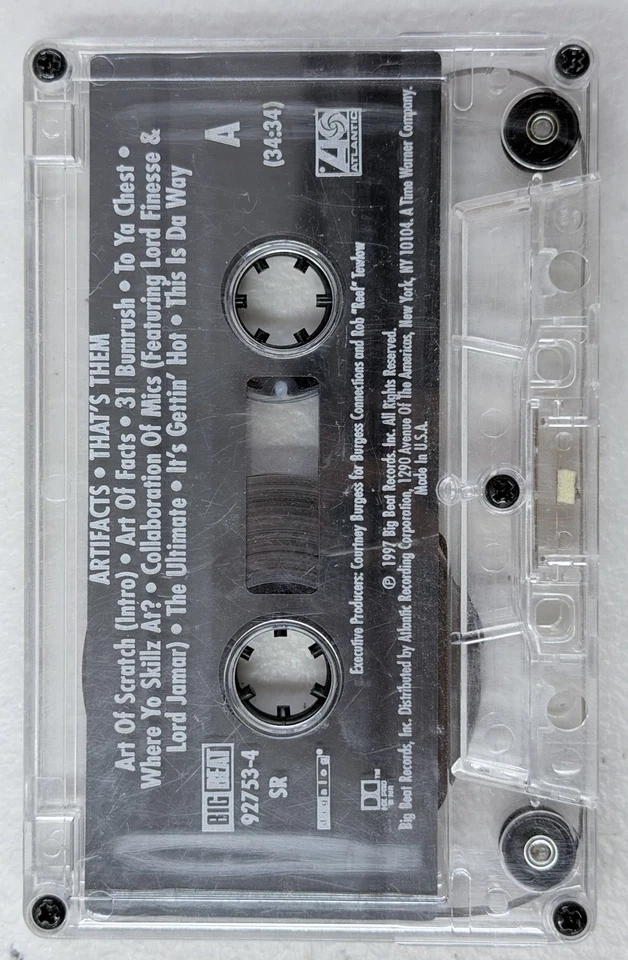 ARTIFACTS • THAT'S THEM
Art Of Scratch (Intro) • Art Of Facts • 31 Bumrush • To Ya Chest •
Where Yo Skillz At? • Collaboration Of Mics (Featuring Lord Finesse &
Lord Jamar) • The Ultimate • It's Gettin' Hot • This Is Da Way
BIG BEAT
92753-4
SR
A
(34:34)
digalog
ATLANTIC
Executive Producers: Courtney Burgess for Burgess Connections and Rob "Reef" Tewlow
℗ 1997 Big Beat Records, Inc. All Rights Reserved.
Big Beat Records, Inc. Distributed by Atlantic Recording Corporation, 1290 Avenue Of The Americas, New York, NY 10104. A Time Warner Company.
Made In U.S.A.